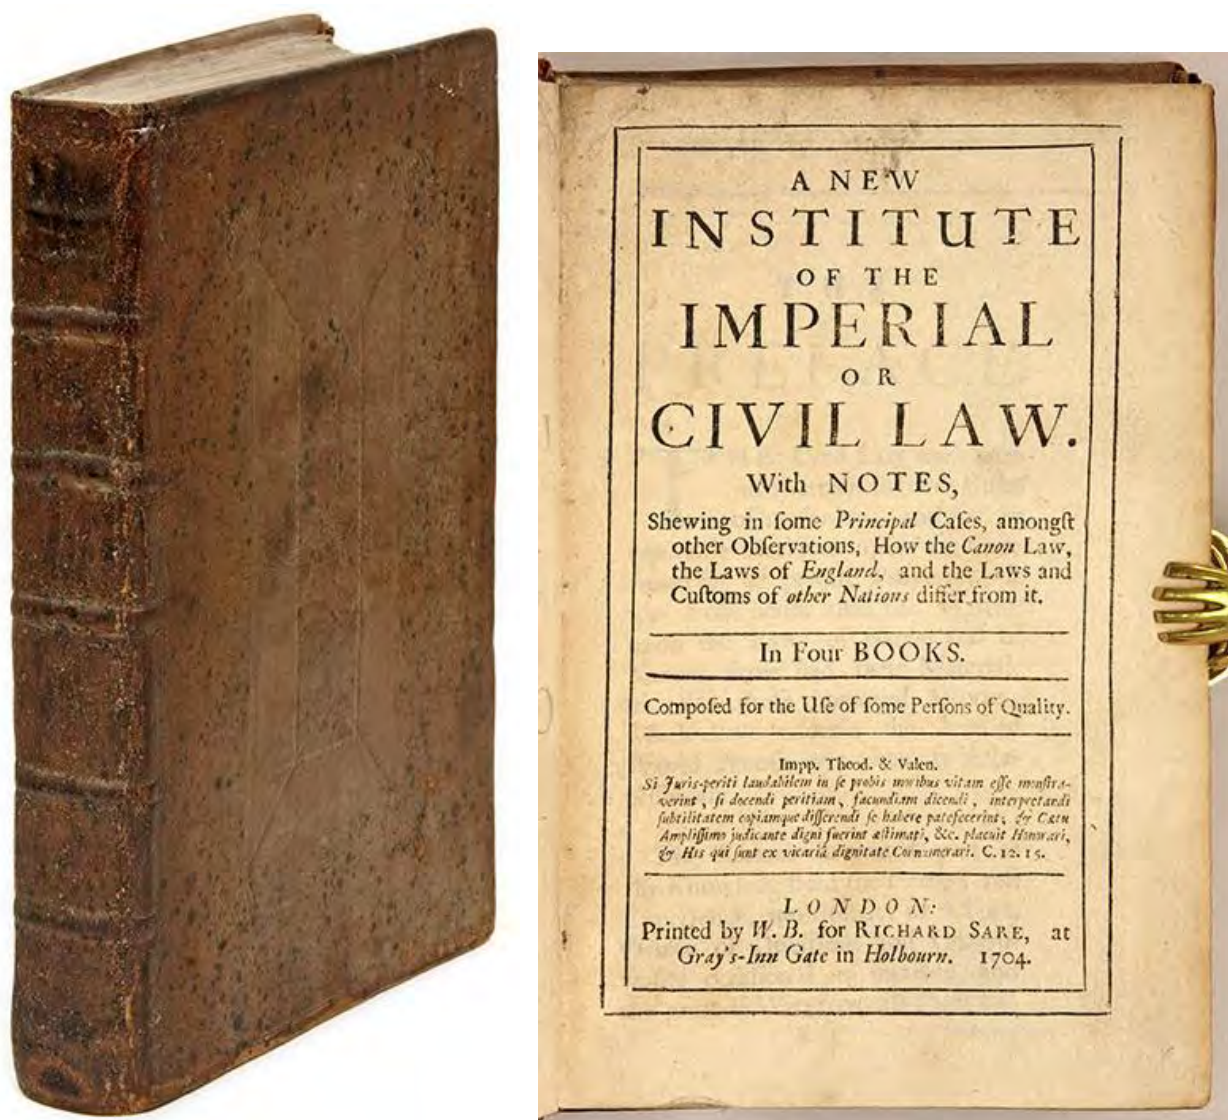 A NEW
INSTITUTE
OF THE
IMPERIAL
OR
CIVIL LAW.
With NOTES,
Shewing in ſome Principal Caſes, amongſt
other Obſervations, How the Canon Law,
the Laws of England, and the Laws and
Cuſtoms of other Nations differ from it.
In Four BOOKS.
Compoſed for the Uſe of ſome Perſons of Quality.
Impp. Theod. & Valen.
Si Juris-periti laudabilem in ſe probis moribus vitam eſſe monſtra-
verint, ſi docendi peritiam, facundiam dicendi, interpretandi
ſubtilitatem copiamque differendi ſe habere patefecerint, & Cœtu
Ampliſſimo judicante digni fuerint æſtimati, &c. placuit Honorari,
& His qui ſunt ex vicariâ dignitate Connumerari. C. 12. 15.
LONDON:
Printed by W. B. for RICHARD SARE, at
Gray's-Inn Gate in Holbourn. 1704.